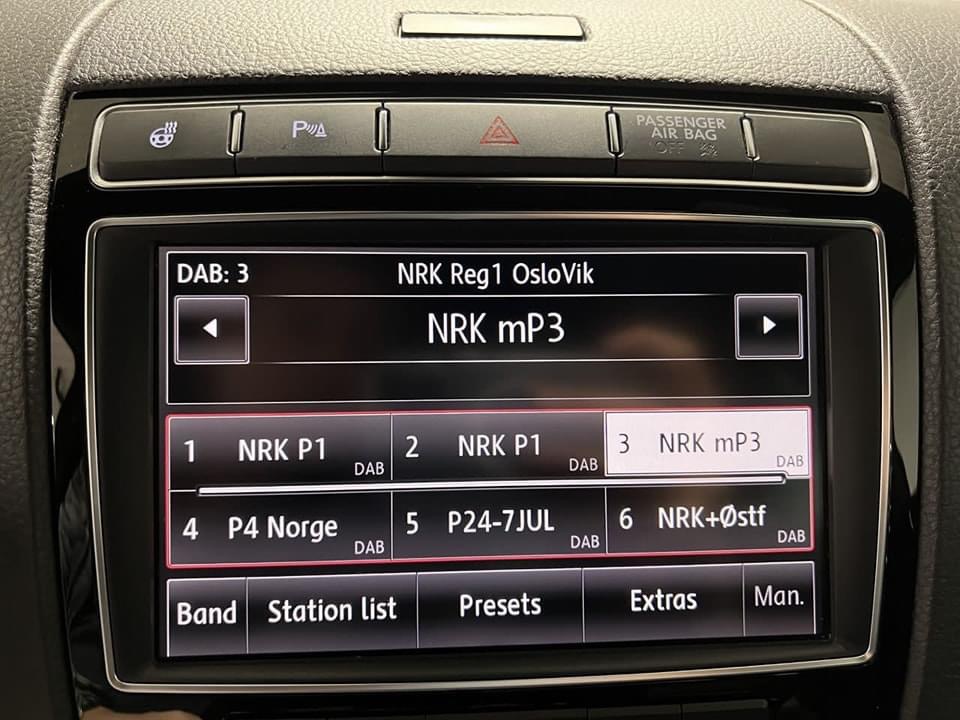 P
PASSENGER
AIR BAG
OFF
DAB: 3 NRK Reg1 OsloVik
NRK mP3
1 NRK P1 DAB
2 NRK P1 DAB
3 NRK mP3 DAB
4 P4 Norge DAB
5 P24-7JUL DAB
6 NRK+Østf DAB
Band Station list Presets Extras Man.